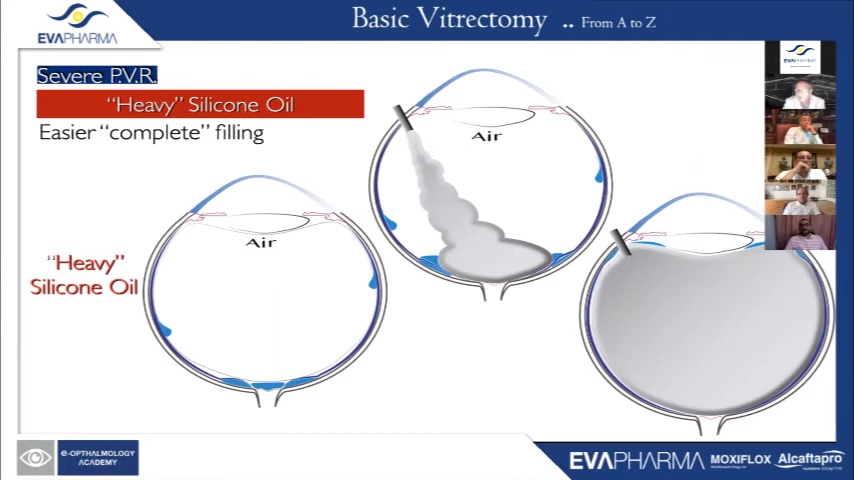 Basic Vitrectomy .. From A to Z
EVAPHARMA
Severe P.V.R.
"Heavy" Silicone Oil
Easier "complete" filling
Air
Air
"Heavy"
Silicone Oil
EVAPHARMA
e-OPTHALMOLOGY
ACADEMY
EVAPHARMA
MOXIFLOX
Alcaftapro